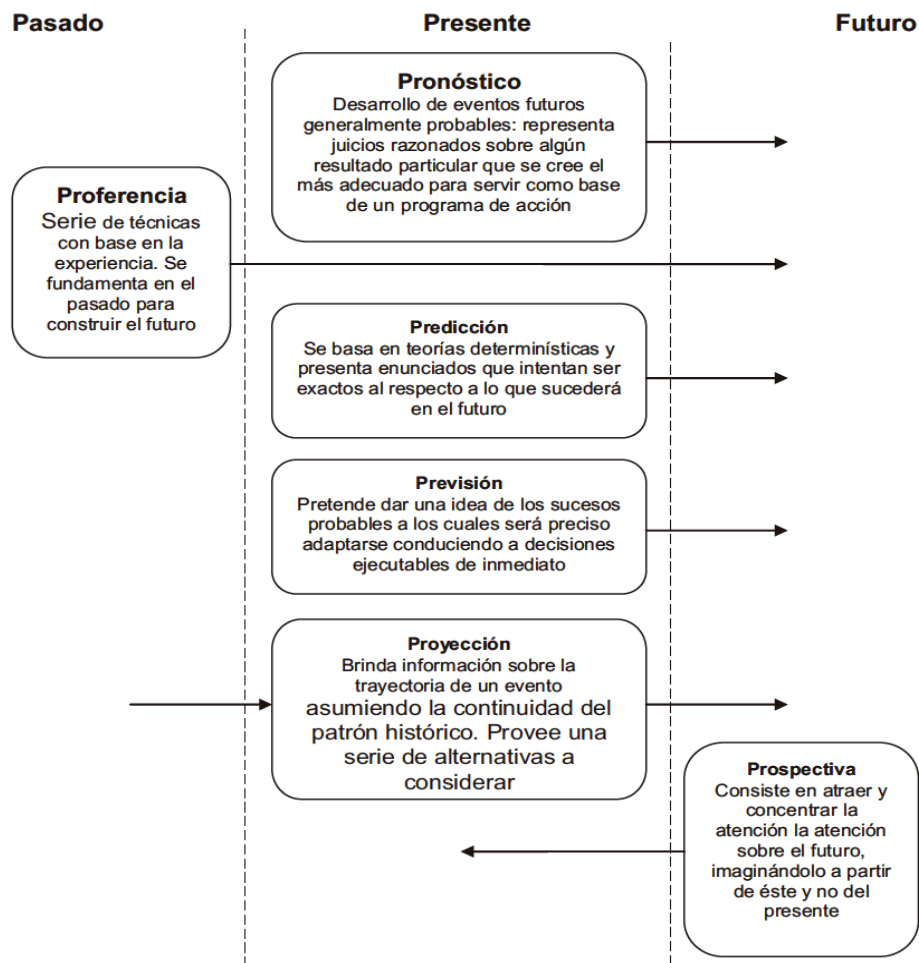 Pasado Presente Futuro
Pronóstico
Desarrollo de eventos futuros
generalmente probables: representa
juicios razonados sobre algún
resultado particular que se cree el
más adecuado para servir como base
de un programa de acción
Proferencia
Serie de técnicas
con base en la
experiencia. Se
fundamenta en el
pasado para
construir el futuro
Predicción
Se basa en teorías determinísticas y
presenta enunciados que intentan ser
exactos al respecto a lo que sucederá
en el futuro
Previsión
Pretende dar una idea de los sucesos
probables a los cuales será preciso
adaptarse conduciendo a decisiones
ejecutables de inmediato
Proyección
Brinda información sobre la
trayectoria de un evento
asumiendo la continuidad del
patrón histórico. Provee una
serie de alternativas a
considerar
Prospectiva
Consiste en atraer y
concentrar la
atención la atención
sobre el futuro,
imaginándolo a partir
de éste y no del
presente